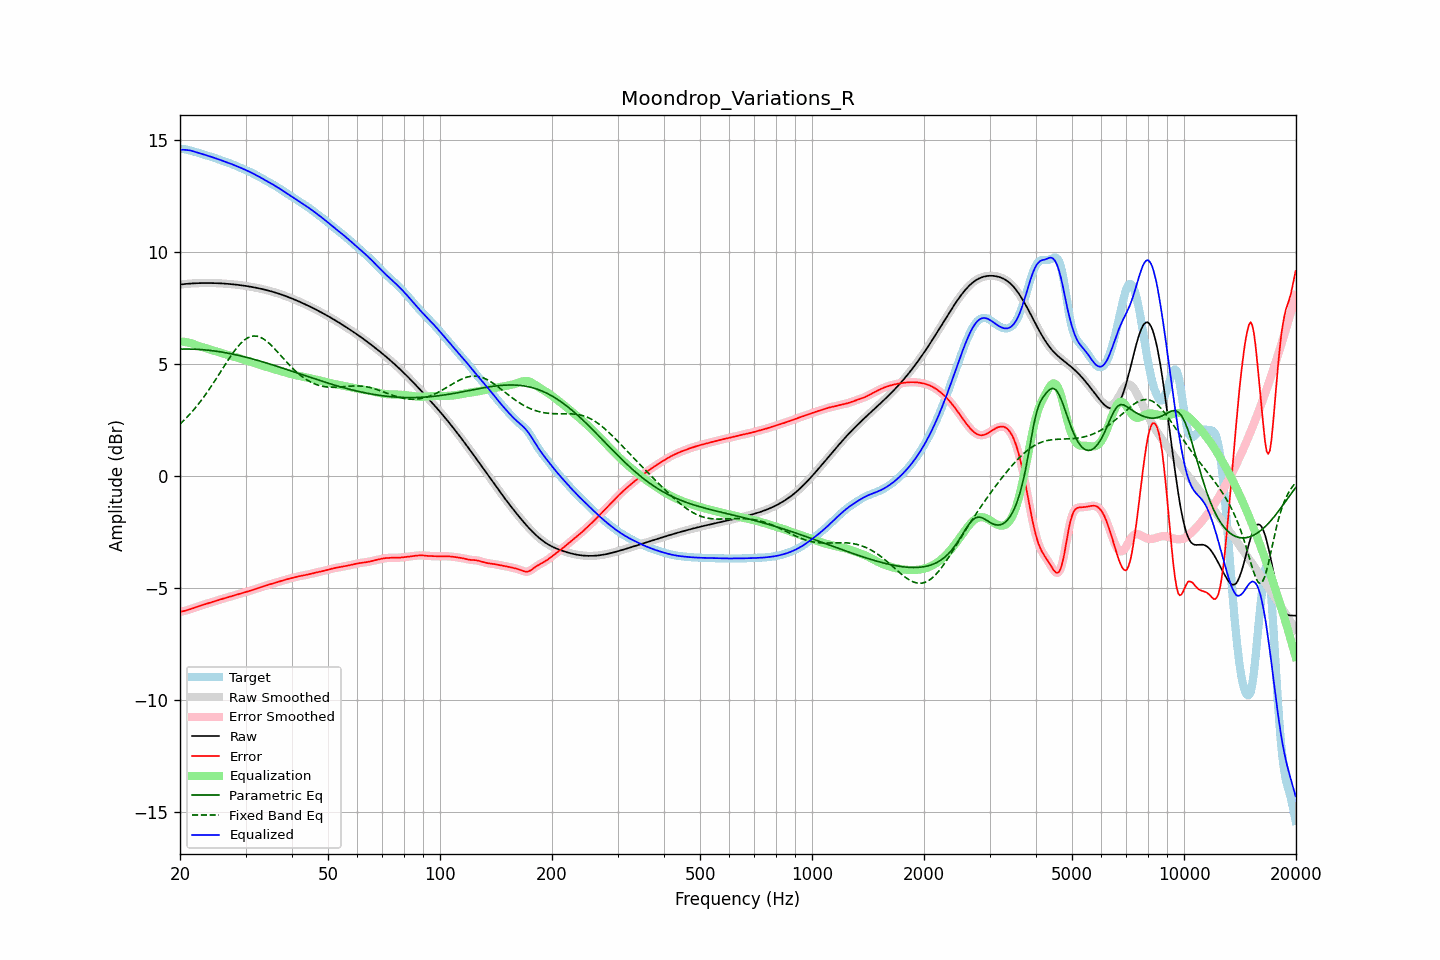 Moondrop_Variations_R
Amplitude (dBr)
15
10
5
0
−5
−10
−15
Target
Raw Smoothed
Error Smoothed
Raw
Error
Equalization
Parametric Eq
Fixed Band Eq
Equalized
20 50 100 200 500 1000 2000 5000 10000 20000
Frequency (Hz)